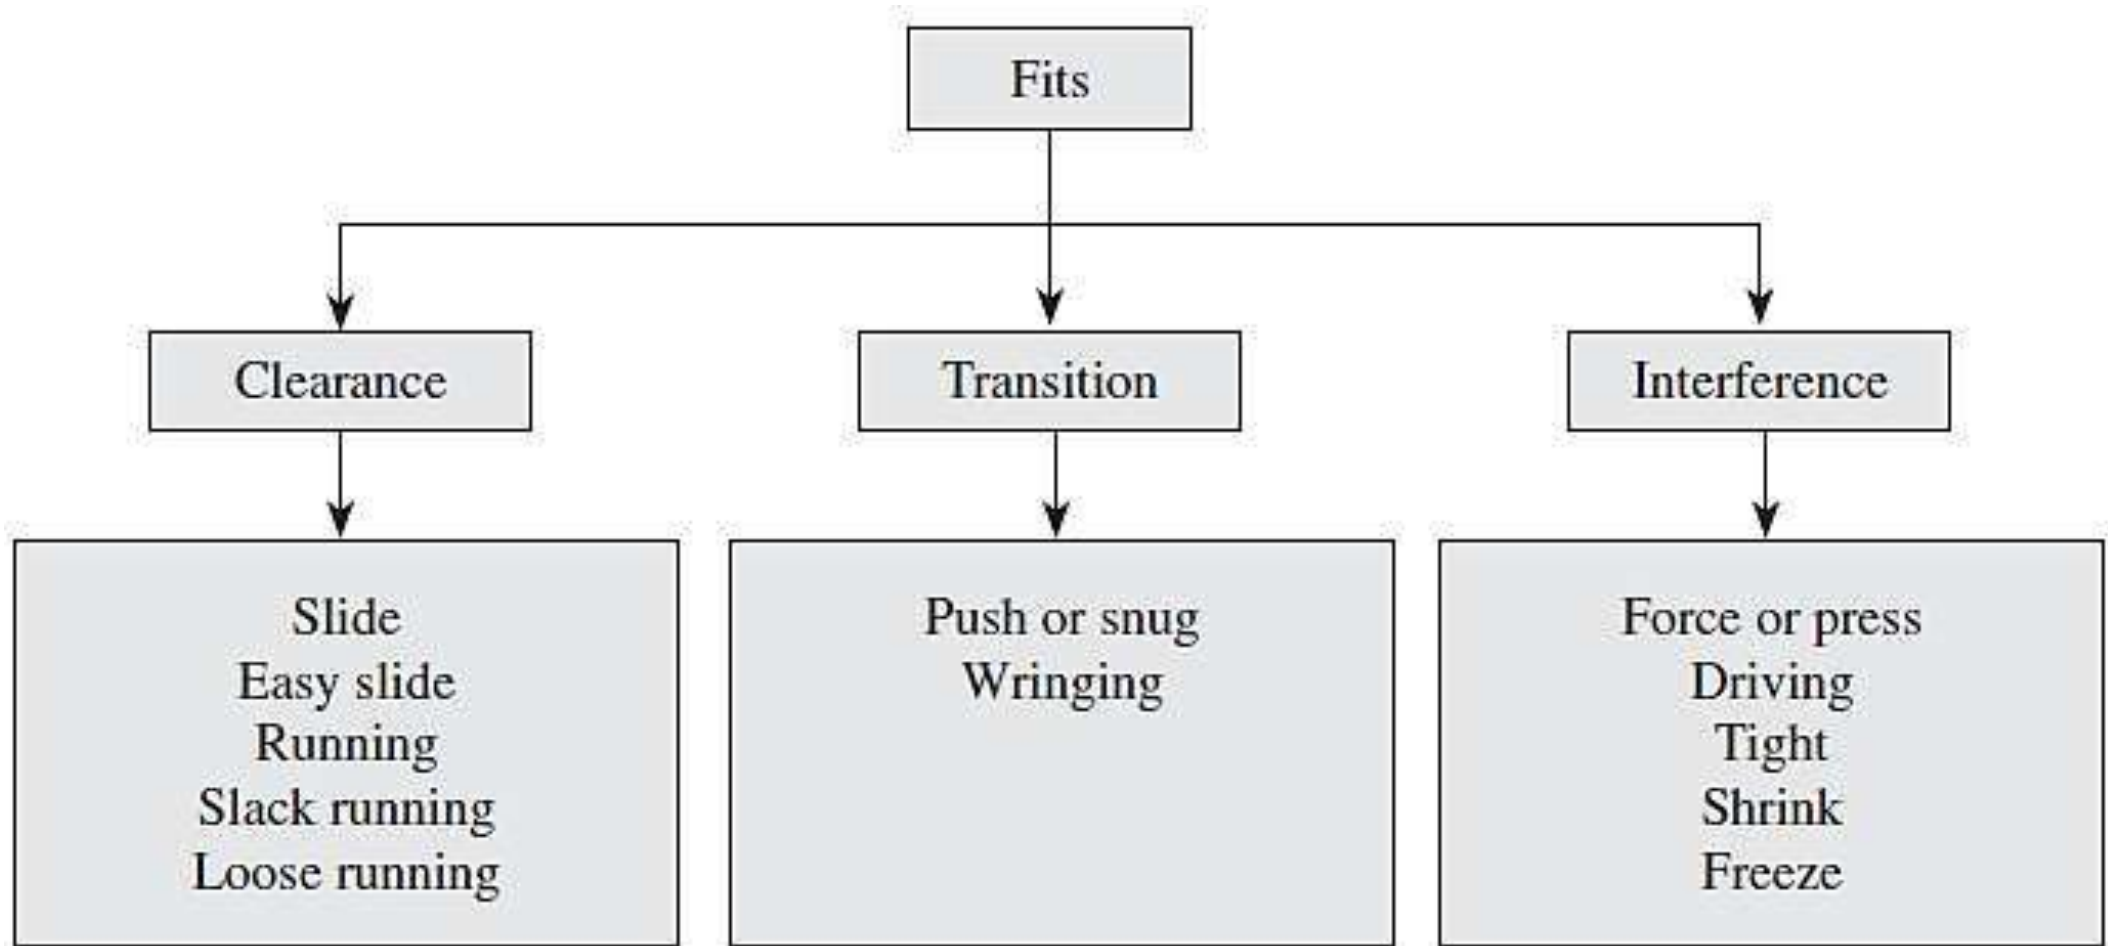 Fits
Clearance
Transition
Interference
Slide
Easy slide
Running
Slack running
Loose running
Push or snug
Wringing
Force or press
Driving
Tight
Shrink
Freeze